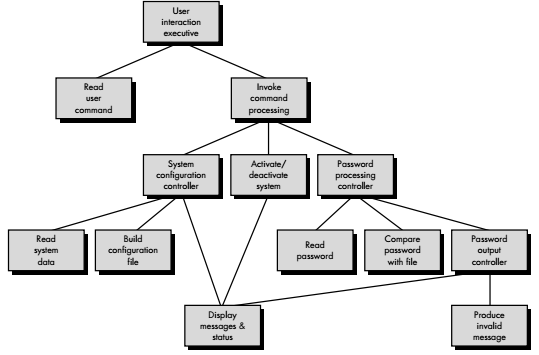 User
interaction
executive
Read
user
command
Invoke
command
processing
System
configuration
controller
Activate/
deactivate
system
Password
processing
controller
Read
system
data
Build
configuration
file
Read
password
Compare
password
with file
Password
output
controller
Display
messages &
status
Produce
invalid
message